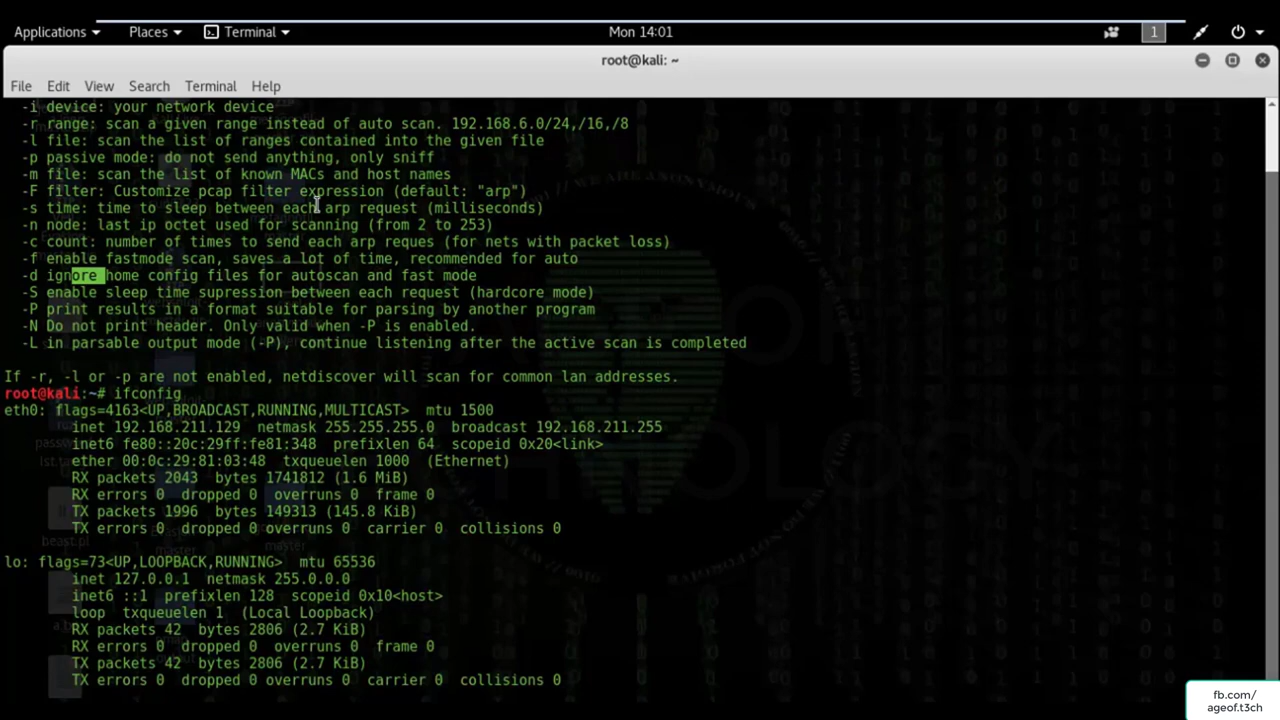 Applications Places Terminal Mon 14:01 1
root@kali: ~
File Edit View Search Terminal Help
-i device: your network device
-r range: scan a given range instead of auto scan. 192.168.6.0/24,/16,/8
-l file: scan the list of ranges contained into the given file
-p passive mode: do not send anything, only sniff
-m file: scan the list of known MACs and host names
-F filter: Customize pcap filter expression (default: "arp")
-s time: time to sleep between each arp request (milliseconds)
-n node: last ip octet used for scanning (from 2 to 253)
-c count: number of times to send each arp reques (for nets with packet loss)
-f enable fastmode scan, saves a lot of time, recommended for auto
-d ignore home config files for autoscan and fast mode
-S enable sleep time supression between each request (hardcore mode)
-P print results in a format suitable for parsing by another program
-N Do not print header. Only valid when -P is enabled.
-L in parsable output mode (-P), continue listening after the active scan is completed
If -r, -l or -p are not enabled, netdiscover will scan for common lan addresses.
root@kali:~# ifconfig
eth0: flags=4163<UP,BROADCAST,RUNNING,MULTICAST> mtu 1500
inet 192.168.211.129 netmask 255.255.255.0 broadcast 192.168.211.255
inet6 fe80::20c:29ff:fe81:348 prefixlen 64 scopeid 0x20<link>
ether 00:0c:29:81:03:48 txqueuelen 1000 (Ethernet)
RX packets 2043 bytes 1741812 (1.6 MiB)
RX errors 0 dropped 0 overruns 0 frame 0
TX packets 1996 bytes 149313 (145.8 KiB)
TX errors 0 dropped 0 overruns 0 carrier 0 collisions 0
lo: flags=73<UP,LOOPBACK,RUNNING> mtu 65536
inet 127.0.0.1 netmask 255.0.0.0
inet6 ::1 prefixlen 128 scopeid 0x10<host>
loop txqueuelen 1 (Local Loopback)
RX packets 42 bytes 2806 (2.7 KiB)
RX errors 0 dropped 0 overruns 0 frame 0
TX packets 42 bytes 2806 (2.7 KiB)
TX errors 0 dropped 0 overruns 0 carrier 0 collisions 0
fb.com/
ageof.t3ch